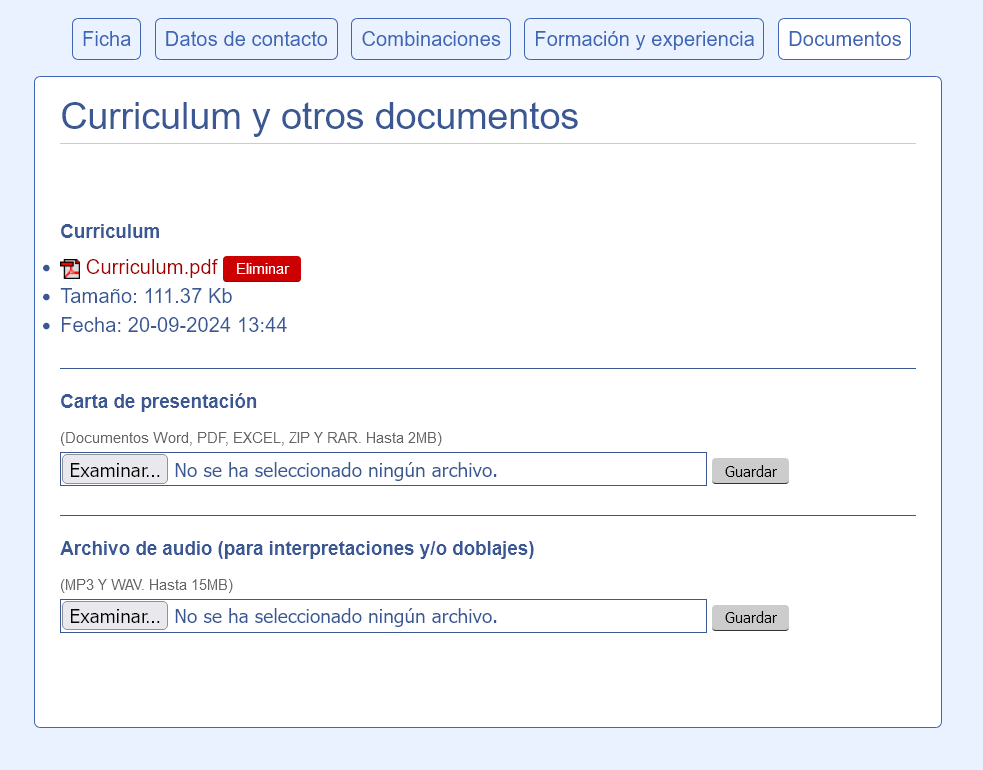 Ficha Datos de contacto Combinaciones Formación y experiencia Documentos
Curriculum y otros documentos
Curriculum
Curriculum.pdf Eliminar
Tamaño: 111.37 Kb
Fecha: 20-09-2024 13:44
Carta de presentación
(Documentos Word, PDF, EXCEL, ZIP Y RAR. Hasta 2MB)
Examinar... No se ha seleccionado ningún archivo. Guardar
Archivo de audio (para interpretaciones y/o doblajes)
(MP3 Y WAV. Hasta 15MB)
Examinar... No se ha seleccionado ningún archivo. Guardar